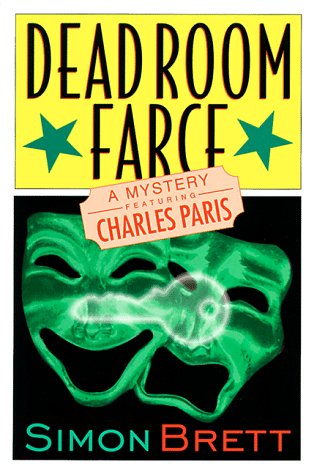 DEAD ROOM
FARCE
A MYSTERY
FEATURING
CHARLES PARIS
SIMON BRETT